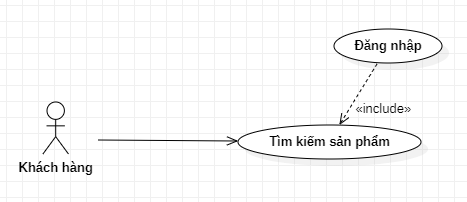 Đăng nhập
«include»
Tìm kiếm sản phẩm
Khách hàng